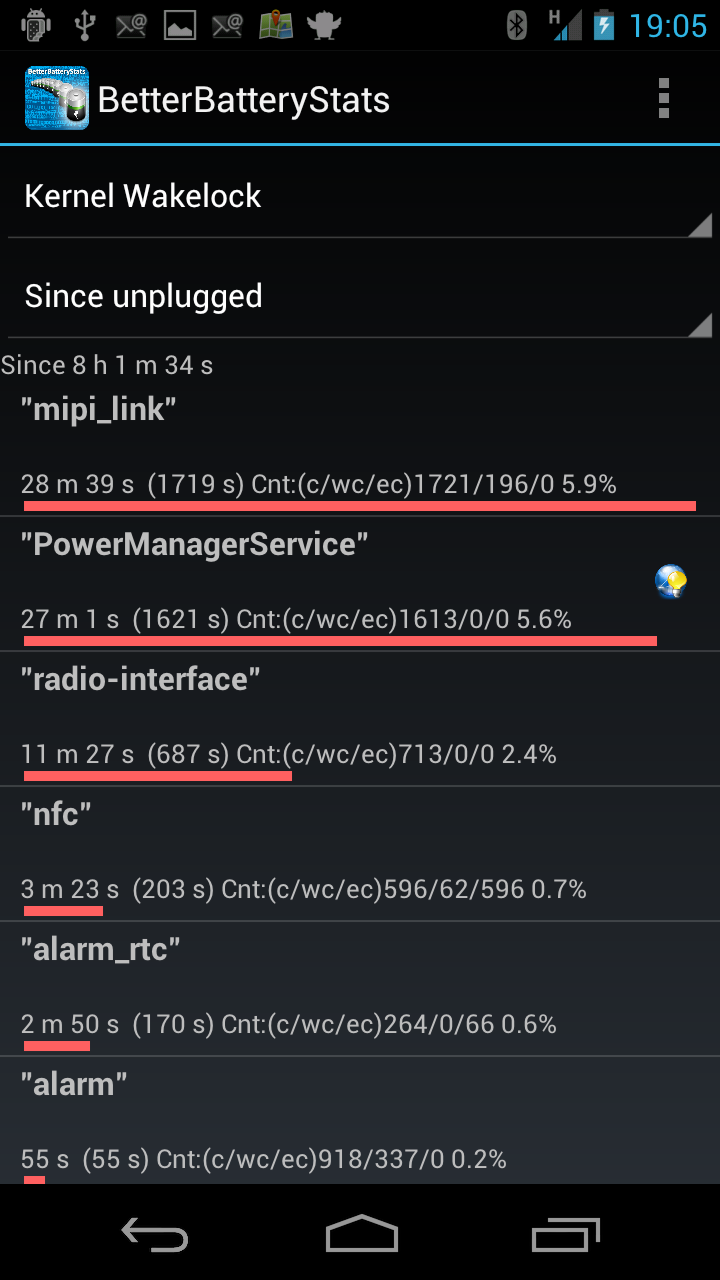 H 19:05
BetterBatteryStats
BetterBatteryStats
Kernel Wakelock
Since unplugged
Since 8 h 1 m 34 s
"mipi_link"
28 m 39 s (1719 s) Cnt:(c/wc/ec)1721/196/0 5.9%
"PowerManagerService"
27 m 1 s (1621 s) Cnt:(c/wc/ec)1613/0/0 5.6%
"radio-interface"
11 m 27 s (687 s) Cnt:(c/wc/ec)713/0/0 2.4%
"nfc"
3 m 23 s (203 s) Cnt:(c/wc/ec)596/62/596 0.7%
"alarm_rtc"
2 m 50 s (170 s) Cnt:(c/wc/ec)264/0/66 0.6%
"alarm"
55 s (55 s) Cnt:(c/wc/ec)918/337/0 0.2%